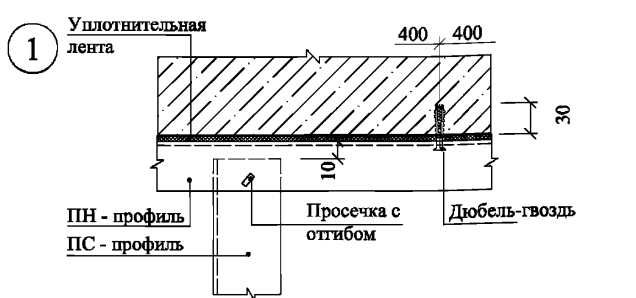 1
Уплотнительная
лента
400 400
30
10
ПН - профиль
ПС - профиль
Просечка с
отгибом
Дюбель-гвоздь